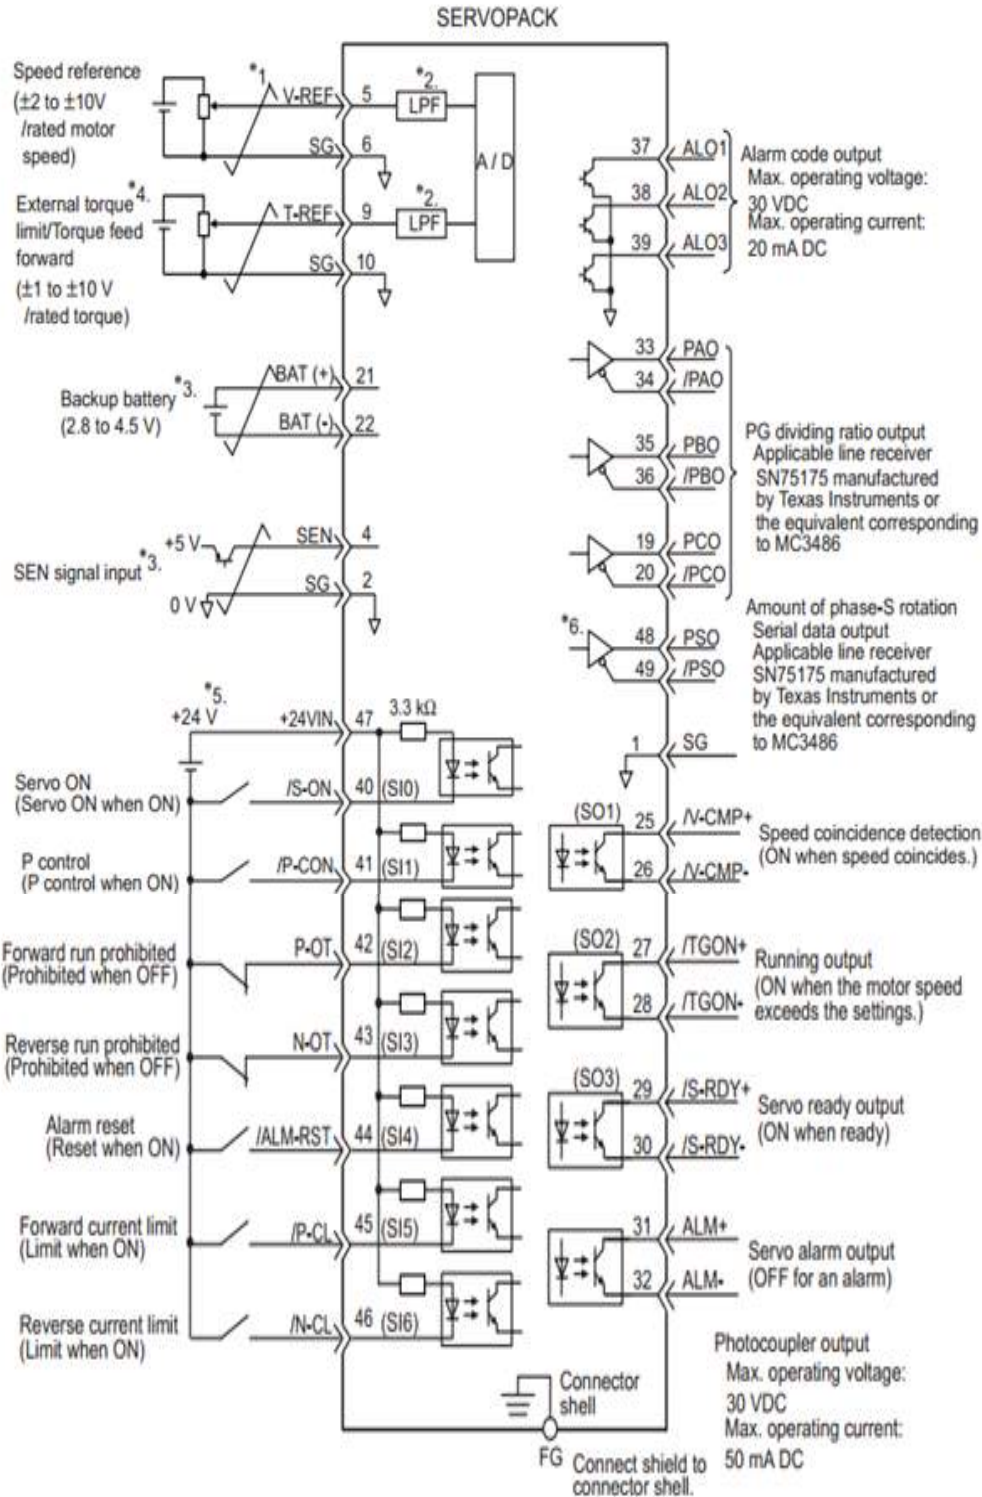 SERVOPACK
Speed reference
(±2 to ±10V
/rated motor
speed)
*1
V-REF
5
*2.
LPF
SG
6
A / D
External torque
*4.
limit/Torque feed
forward
(±1 to ±10 V
/rated torque)
T-REF
9
*2.
LPF
SG
10
Backup battery
*3.
(2.8 to 4.5 V)
BAT (+)
21
BAT (-)
22
SEN signal input
*3.
+5 V
SEN
4
0 V
SG
2
*5.
+24 V
+24VIN
47
3.3 kΩ
Servo ON
(Servo ON when ON)
/S-ON
40
(SI0)
P control
(P control when ON)
/P-CON
41
(SI1)
Forward run prohibited
(Prohibited when OFF)
P-OT
42
(SI2)
Reverse run prohibited
(Prohibited when OFF)
N-OT
43
(SI3)
Alarm reset
(Reset when ON)
/ALM-RST
44
(SI4)
Forward current limit
(Limit when ON)
/P-CL
45
(SI5)
Reverse current limit
(Limit when ON)
/N-CL
46
(SI6)
37
ALO1
38
ALO2
39
ALO3
Alarm code output
Max. operating voltage:
30 VDC
Max. operating current:
20 mA DC
33
PAO
34
/PAO
35
PBO
36
/PBO
19
PCO
20
/PCO
PG dividing ratio output
Applicable line receiver
SN75175 manufactured
by Texas Instruments or
the equivalent corresponding
to MC3486
*6.
48
PSO
49
/PSO
Amount of phase-S rotation
Serial data output
Applicable line receiver
SN75175 manufactured
by Texas Instruments or
the equivalent corresponding
to MC3486
1
SG
(SO1)
25
/V-CMP+
26
/V-CMP-
Speed coincidence detection
(ON when speed coincides.)
(SO2)
27
/TGON+
28
/TGON-
Running output
(ON when the motor speed
exceeds the settings.)
(SO3)
29
/S-RDY+
30
/S-RDY-
Servo ready output
(ON when ready)
31
ALM+
32
ALM-
Servo alarm output
(OFF for an alarm)
Photocoupler output
Max. operating voltage:
30 VDC
Max. operating current:
50 mA DC
Connector
shell
FG
Connect shield to
connector shell.